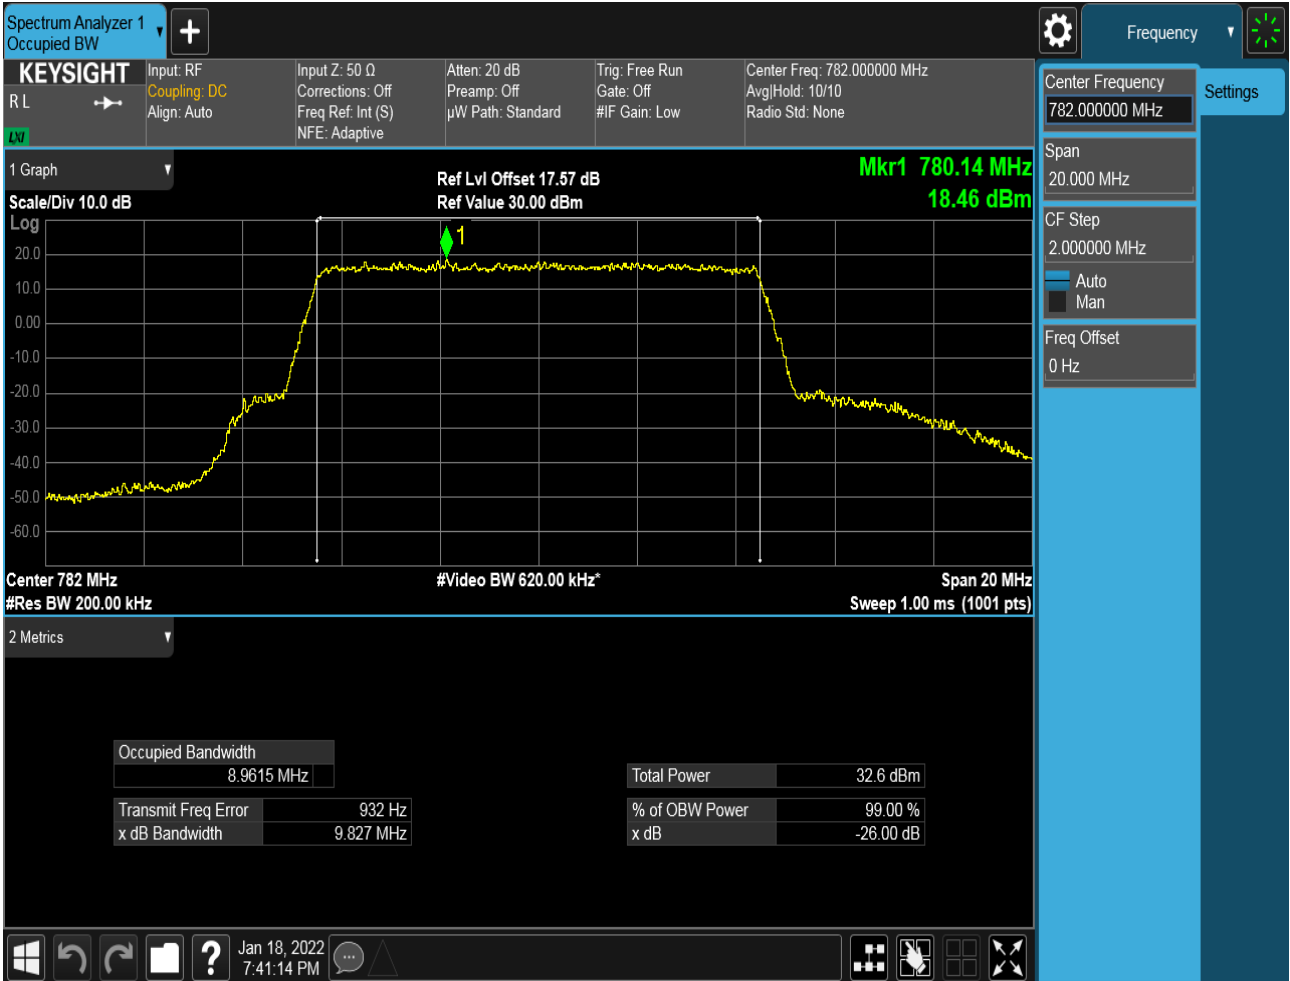 Spectrum Analyzer 1
Occupied BW
Frequency
KEYSIGHT
R L
LXI
Input: RF
Coupling: DC
Align: Auto
Input Z: 50 Ω
Corrections: Off
Freq Ref: Int (S)
NFE: Adaptive
Atten: 20 dB
Preamp: Off
µW Path: Standard
Trig: Free Run
Gate: Off
#IF Gain: Low
Center Freq: 782.000000 MHz
Avg|Hold: 10/10
Radio Std: None
Center Frequency
782.000000 MHz
Settings
Span
20.000 MHz
CF Step
2.000000 MHz
Auto
Man
Freq Offset
0 Hz
1 Graph
Scale/Div 10.0 dB
Log
Ref Lvl Offset 17.57 dB
Ref Value 30.00 dBm
Mkr1 780.14 MHz
18.46 dBm
1
20.0
10.0
0.00
-10.0
-20.0
-30.0
-40.0
-50.0
-60.0
Center 782 MHz
#Res BW 200.00 kHz
#Video BW 620.00 kHz*
Span 20 MHz
Sweep 1.00 ms (1001 pts)
2 Metrics
Occupied Bandwidth
8.9615 MHz
Transmit Freq Error 932 Hz
x dB Bandwidth 9.827 MHz
Total Power 32.6 dBm
% of OBW Power 99.00 %
x dB -26.00 dB
?
Jan 18, 2022
7:41:14 PM